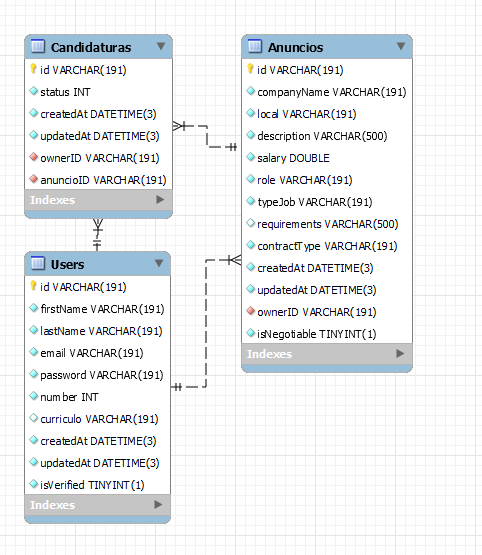 Candidaturas
id VARCHAR(191)
status INT
createdAt DATETIME(3)
updatedAt DATETIME(3)
ownerID VARCHAR(191)
anuncioID VARCHAR(191)
Indexes
Users
id VARCHAR(191)
firstName VARCHAR(191)
lastName VARCHAR(191)
email VARCHAR(191)
password VARCHAR(191)
number INT
curriculo VARCHAR(191)
createdAt DATETIME(3)
updatedAt DATETIME(3)
isVerified TINYINT(1)
Indexes
Anuncios
id VARCHAR(191)
companyName VARCHAR(191)
local VARCHAR(191)
description VARCHAR(500)
salary DOUBLE
role VARCHAR(191)
typeJob VARCHAR(191)
requirements VARCHAR(500)
contractType VARCHAR(191)
createdAt DATETIME(3)
updatedAt DATETIME(3)
ownerID VARCHAR(191)
isNegotiable TINYINT(1)
Indexes